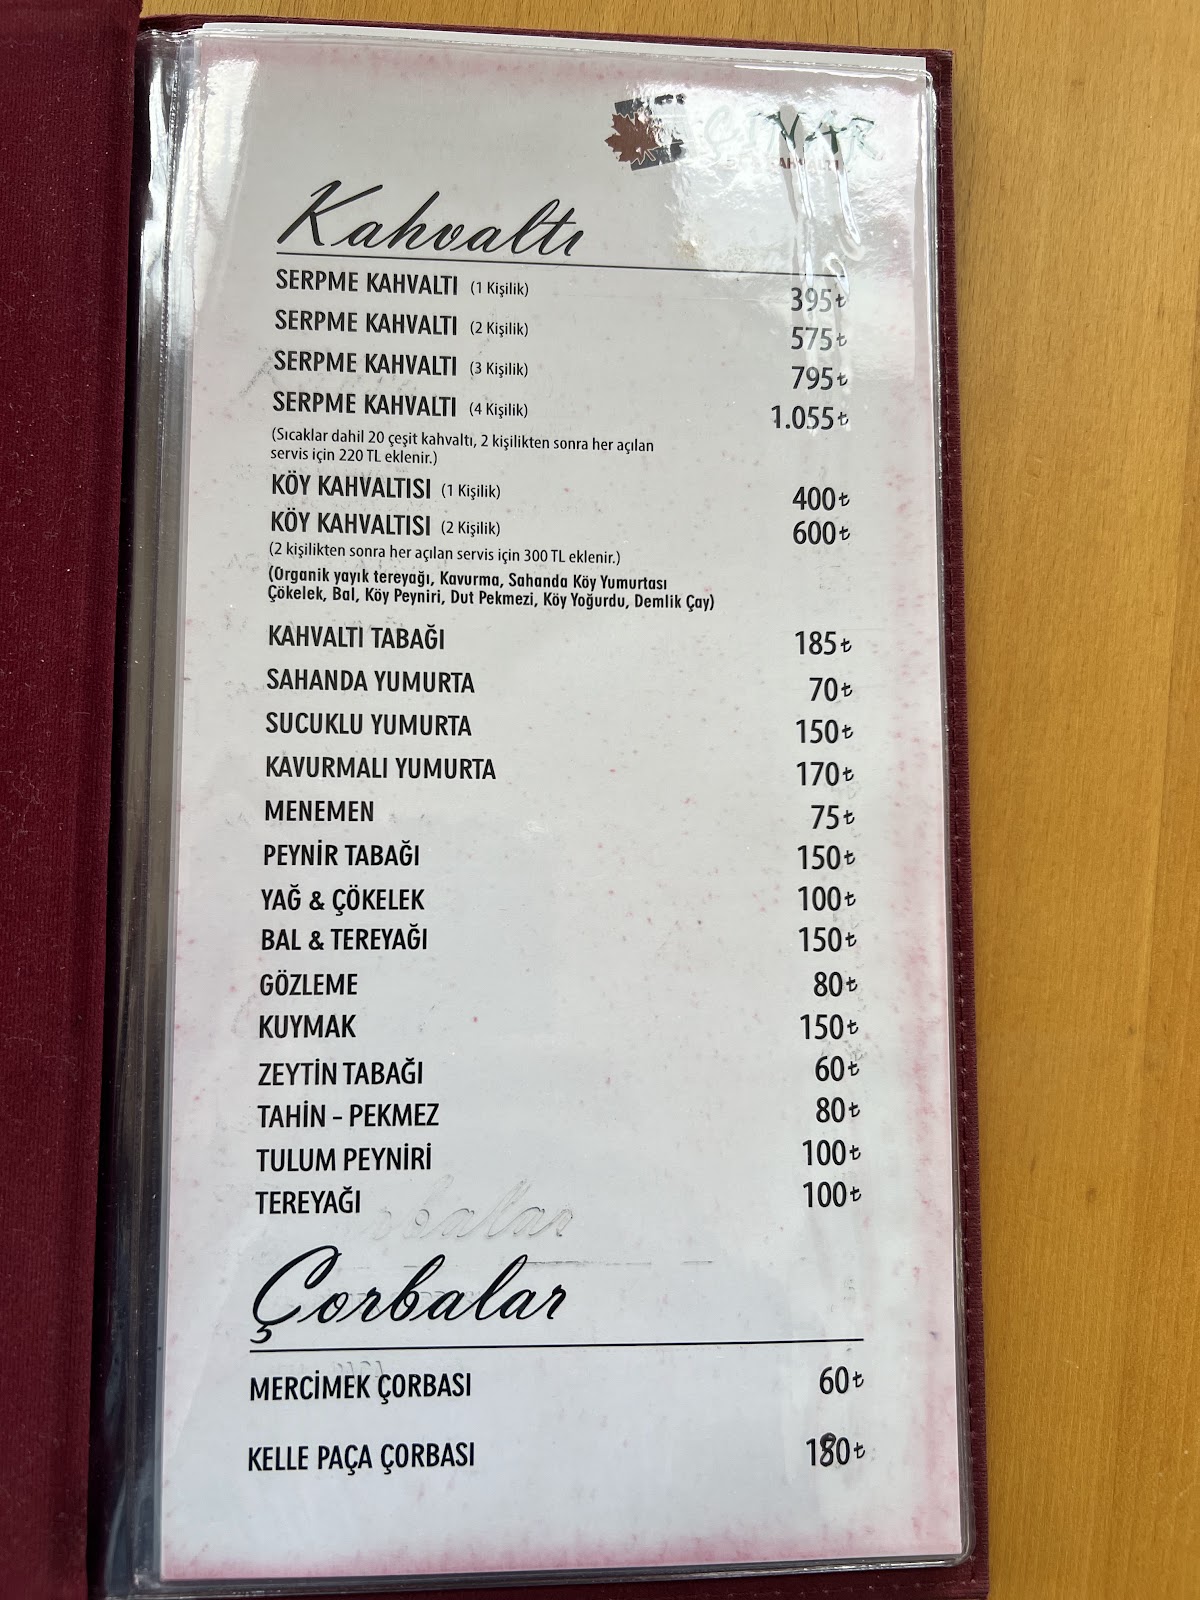 ÇINAR
KAHVALTI
Kahvaltı
SERPME KAHVALTI (1 Kişilik) 395₺
SERPME KAHVALTI (2 Kişilik) 575₺
SERPME KAHVALTI (3 Kişilik) 795₺
SERPME KAHVALTI (4 Kişilik) 1.055₺
(Sıcaklar dahil 20 çeşit kahvaltı, 2 kişilikten sonra her açılan
servis için 220 TL eklenir.)
KÖY KAHVALTISI (1 Kişilik) 400₺
KÖY KAHVALTISI (2 Kişilik) 600₺
(2 kişilikten sonra her açılan servis için 300 TL eklenir.)
(Organik yayık tereyağı, Kavurma, Sahanda Köy Yumurtası
Çökelek, Bal, Köy Peyniri, Dut Pekmezi, Köy Yoğurdu, Demlik Çay)
KAHVALTI TABAĞI 185₺
SAHANDA YUMURTA 70₺
SUCUKLU YUMURTA 150₺
KAVURMALI YUMURTA 170₺
MENEMEN 75₺
PEYNİR TABAĞI 150₺
YAĞ & ÇÖKELEK 100₺
BAL & TEREYAĞI 150₺
GÖZLEME 80₺
KUYMAK 150₺
ZEYTİN TABAĞI 60₺
TAHİN - PEKMEZ 80₺
TULUM PEYNİRİ 100₺
TEREYAĞI 100₺
Çorbalar
MERCİMEK ÇORBASI 60₺
KELLE PAÇA ÇORBASI